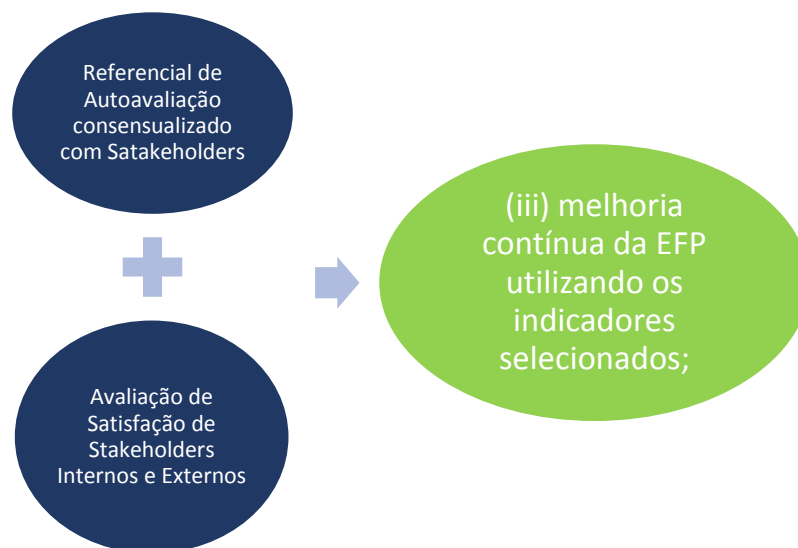 Referencial de
Autoavaliação
consensualizado
com Satakeholders
Avaliação de
Satisfação de
Stakeholders
Internos e Externos
(iii) melhoria
contínua da EFP
utilizando os
indicadores
selecionados;